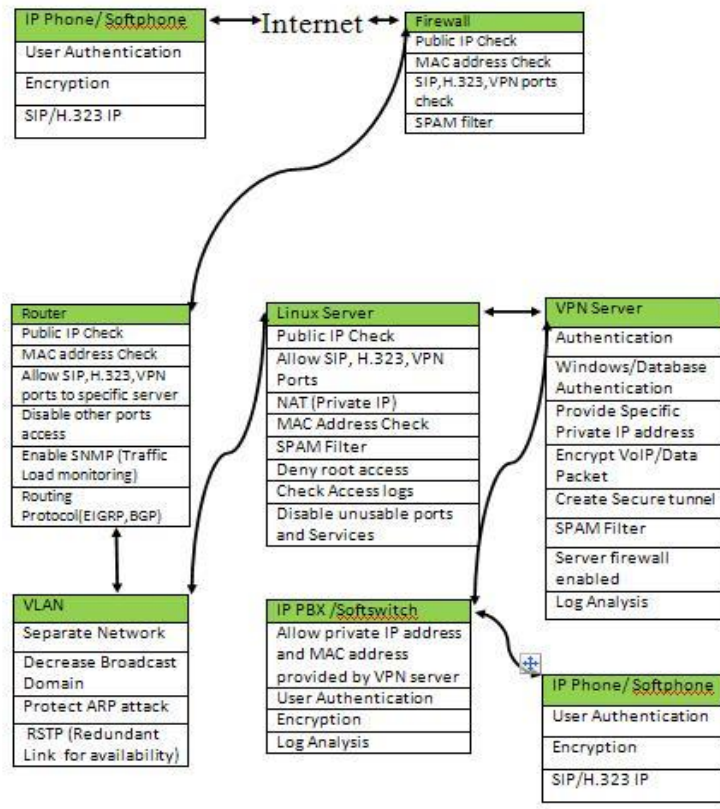 IP Phone/ Softphone
User Authentication
Encryption
SIP/H.323 IP
Internet
Firewall
Public IP Check
MAC address Check
SIP,H.323,VPN ports
check
SPAM filter
Router
Public IP Check
MAC address Check
Allow SIP,H.323,VPN
ports to specific server
Disable other ports
access
Enable SNMP (Traffic
Load monitoring)
Routing
Protocol(EIGRP,BGP)
Linux Server
Public IP Check
Allow SIP, H.323, VPN
Ports
NAT (Private IP)
MAC Address Check
SPAM Filter
Deny root access
Check Access logs
Disable unusable ports
and Services
VPN Server
Authentication
Windows/Database
Authentication
Provide Specific
Private IP address
Encrypt VoIP/Data
Packet
Create Secure tunnel
SPAM Filter
Server firewall
enabled
Log Analysis
VLAN
Separate Network
Decrease Broadcast
Domain
Protect ARP attack
RSTP (Redundant
Link for availability)
IP PBX /Softswitch
Allow private IP address
and MAC address
provided by VPN server
User Authentication
Encryption
Log Analysis
IP Phone/ Softphone
User Authentication
Encryption
SIP/H.323 IP